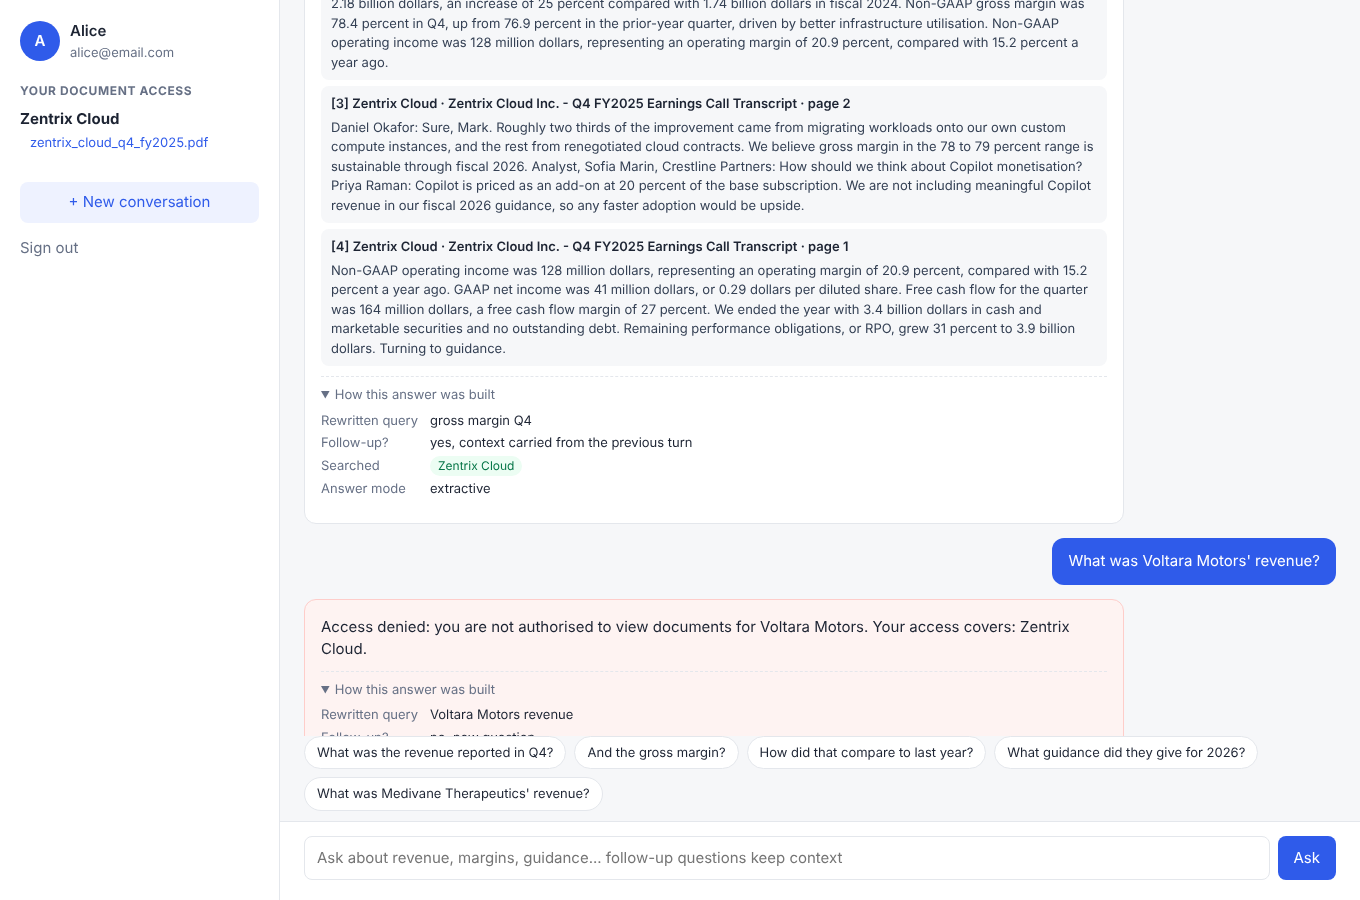 A
Alice
alice@email.com
YOUR DOCUMENT ACCESS
Zentrix Cloud
zentrix_cloud_q4_fy2025.pdf
+ New conversation
Sign out
2.18 billion dollars, an increase of 25 percent compared with 1.74 billion dollars in fiscal 2024. Non-GAAP gross margin was
78.4 percent in Q4, up from 76.9 percent in the prior-year quarter, driven by better infrastructure utilisation. Non-GAAP
operating income was 128 million dollars, representing an operating margin of 20.9 percent, compared with 15.2 percent a
year ago.
[3] Zentrix Cloud · Zentrix Cloud Inc. - Q4 FY2025 Earnings Call Transcript · page 2
Daniel Okafor: Sure, Mark. Roughly two thirds of the improvement came from migrating workloads onto our own custom
compute instances, and the rest from renegotiated cloud contracts. We believe gross margin in the 78 to 79 percent range is
sustainable through fiscal 2026. Analyst, Sofia Marin, Crestline Partners: How should we think about Copilot monetisation?
Priya Raman: Copilot is priced as an add-on at 20 percent of the base subscription. We are not including meaningful Copilot
revenue in our fiscal 2026 guidance, so any faster adoption would be upside.
[4] Zentrix Cloud · Zentrix Cloud Inc. - Q4 FY2025 Earnings Call Transcript · page 1
Non-GAAP operating income was 128 million dollars, representing an operating margin of 20.9 percent, compared with 15.2
percent a year ago. GAAP net income was 41 million dollars, or 0.29 dollars per diluted share. Free cash flow for the quarter
was 164 million dollars, a free cash flow margin of 27 percent. We ended the year with 3.4 billion dollars in cash and
marketable securities and no outstanding debt. Remaining performance obligations, or RPO, grew 31 percent to 3.9 billion
dollars. Turning to guidance.
▼ How this answer was built
Rewritten query gross margin Q4
Follow-up? yes, context carried from the previous turn
Searched Zentrix Cloud
Answer mode extractive
What was Voltara Motors' revenue?
Access denied: you are not authorised to view documents for Voltara Motors. Your access covers: Zentrix
Cloud.
▼ How this answer was built
Rewritten query Voltara Motors revenue
Follow-up? no, new question
What was the revenue reported in Q4?
And the gross margin?
How did that compare to last year?
What guidance did they give for 2026?
What was Medivane Therapeutics' revenue?
Ask about revenue, margins, guidance... follow-up questions keep context
Ask